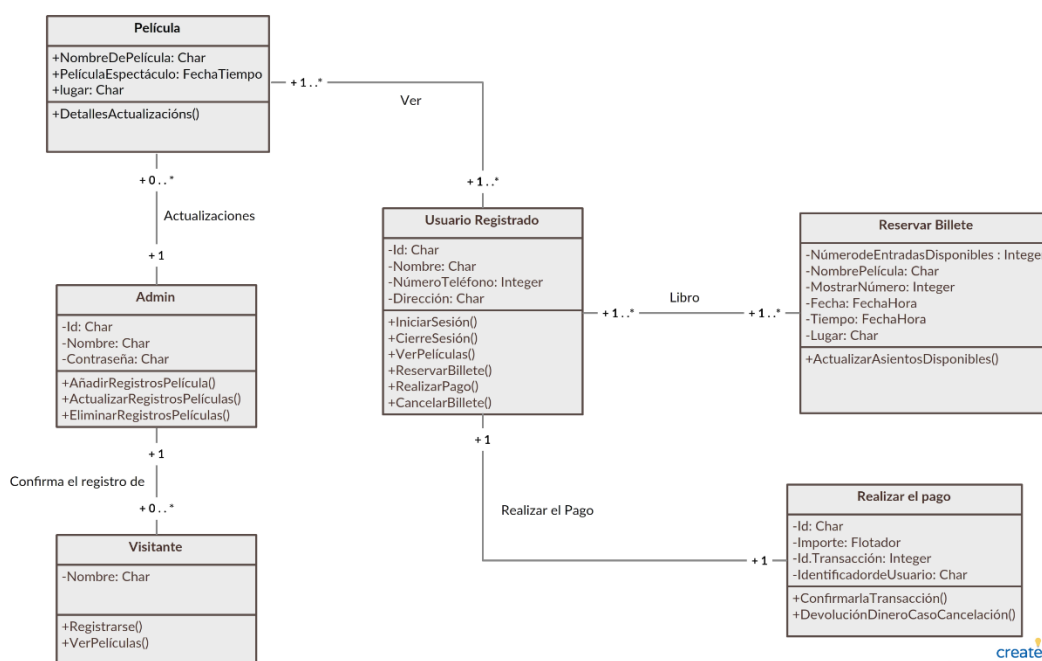 Película
+NombreDePelícula: Char
+PelículaEspectáculo: FechaTiempo
+lugar: Char
+DetallesActualizacións()
+ 1 . . *
Ver
+ 1 . . *
+ 0 . . *
Actualizaciones
+ 1
Admin
-Id: Char
-Nombre: Char
-Contraseña: Char
+AñadirRegistrosPelícula()
+ActualizarRegistrosPelículas()
+EliminarRegistrosPelículas()
+ 1
Confirma el registro de
+ 0 . . *
Visitante
-Nombre: Char
+Registrarse()
+VerPelículas()
Usuario Registrado
-Id: Char
-Nombre: Char
-NúmeroTeléfono: Integer
-Dirección: Char
+IniciarSesión()
+CierreSesión()
+VerPelículas()
+ReservarBillete()
+RealizarPago()
+CancelarBillete()
+ 1 . . *
Libro
+ 1 . . *
Reservar Billete
-NúmerodeEntradasDisponibles : Intege
-NombrePelícula: Char
-MostrarNúmero: Integer
-Fecha: FechaHora
-Tiempo: FechaHora
-Lugar: Char
+ActualizarAsientosDisponibles()
+ 1
Realizar el Pago
+ 1
Realizar el pago
-Id: Char
-Importe: Flotador
-Id.Transacción: Integer
-IdentificadordeUsuario: Char
+ConfirmarlaTransacción()
+DevoluciónDineroCasoCancelación()
create